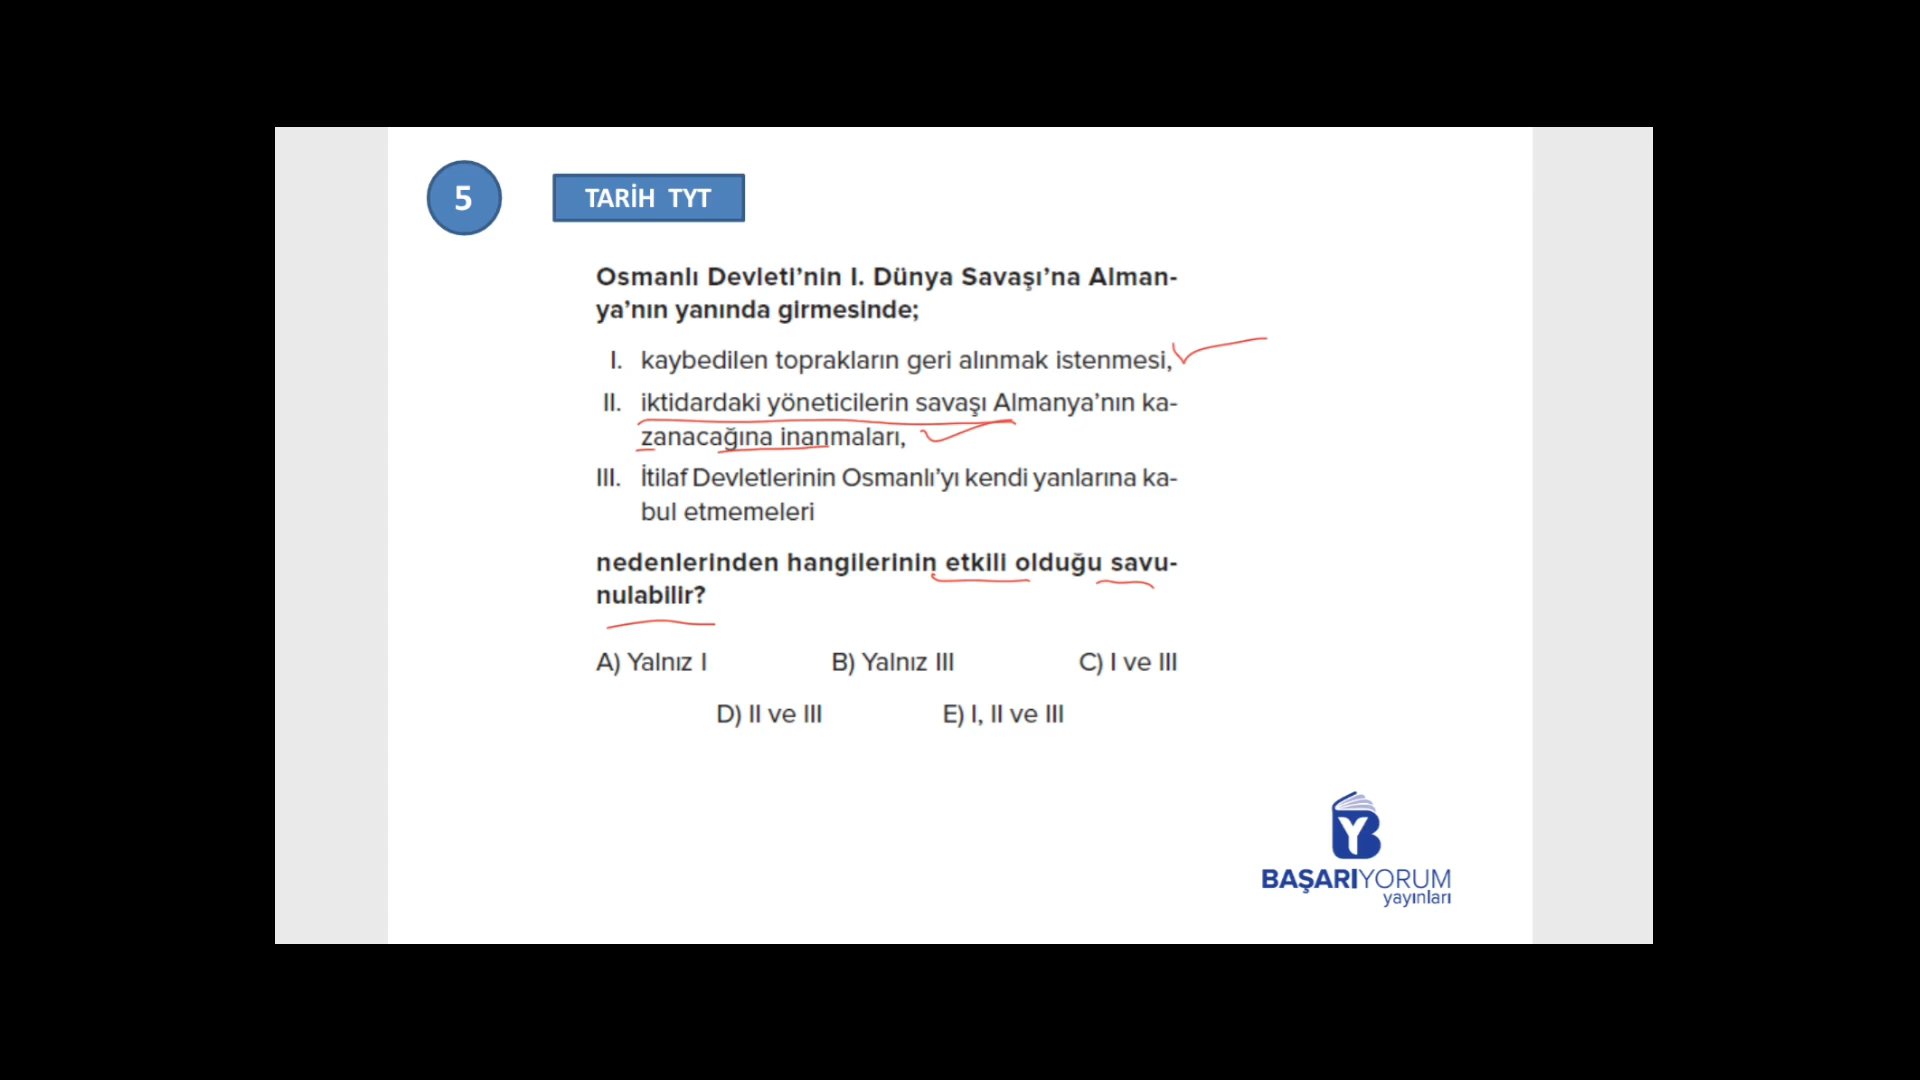 5
TARİH TYT
Osmanlı Devleti’nin I. Dünya Savaşı’na Alman-
ya’nın yanında girmesinde;
I. kaybedilen toprakların geri alınmak istenmesi,
II. iktidardaki yöneticilerin savaşı Almanya’nın ka-
zanacağına inanmaları,
III. İtilaf Devletlerinin Osmanlı’yı kendi yanlarına ka-
bul etmemeleri
nedenlerinden hangilerinin etkili olduğu savu-
nulabilir?
A) Yalnız I B) Yalnız III C) I ve III
D) II ve III E) I, II ve III
BAŞARIYORUM
yayınları